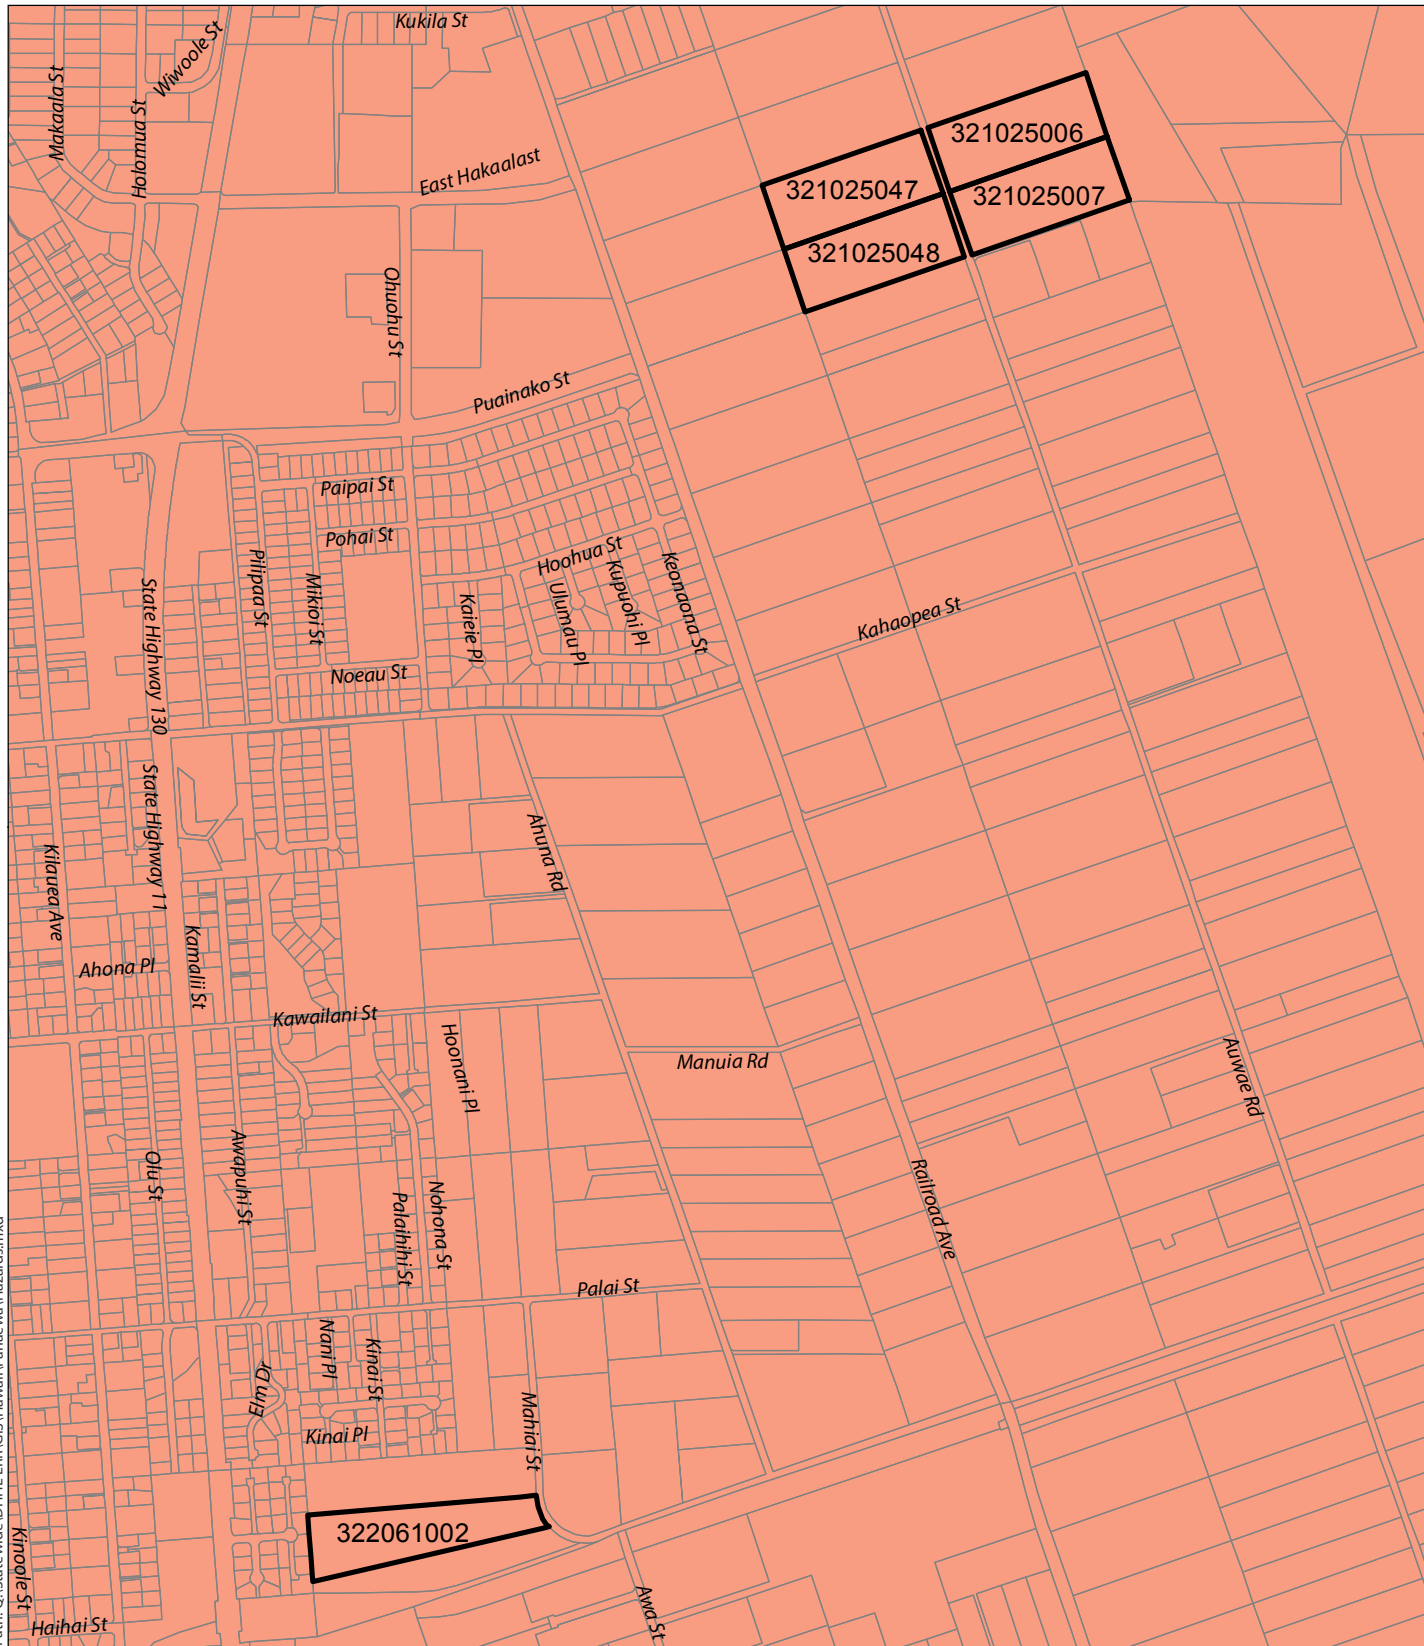 Kukila St
Wiwoole St
Makaala St
Holomua St
East Hakaalast
321025006
321025047
321025007
321025048
Ohuohu St
Puainako St
Paipai St
Pohai St
Hoohua St
Pilipaa St
Mikioi St
Kaieie Pl
Ulumau Pl
Kupuohi Pl
Keonaona St
Kahaopea St
State Highway 130
Noeau St
State Highway 11
Ahuna Rd
Kilauea Ave
Kamalii St
Ahona Pl
Kawailani St
Hoonani Pl
Manuia Rd
Auwae Rd
Olu St
Awapuhi St
Palaihihi St
Nohona St
Railroad Ave
Palai St
Nani Pl
Kinai St
Elm Dr
Mahiai St
Kinai Pl
322061002
Kinoole St
Awa St
Haihai St